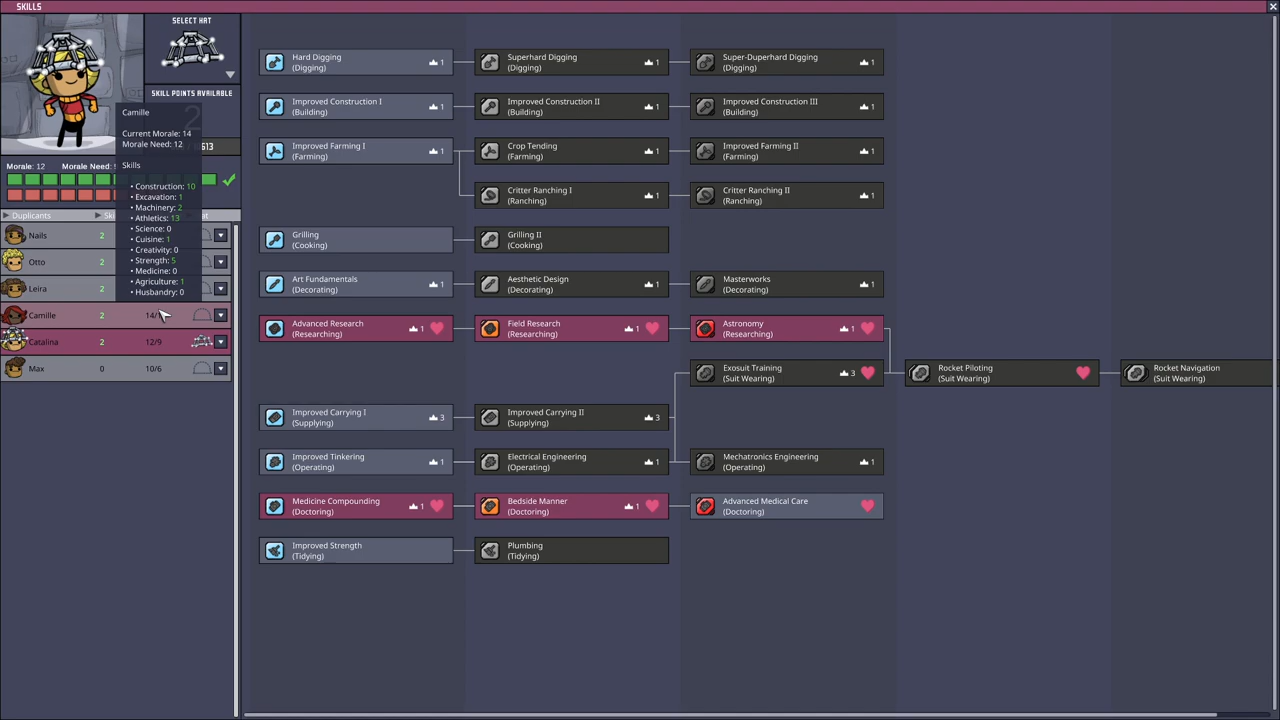 SKILLS
SELECT HAT
SKILL POINTS AVAILABLE
2
Camille
Current Morale: 14
Morale Need: 12
Skills
• Construction: 10
• Excavation: 1
• Machinery: 2
• Athletics: 13
• Science: 0
• Cuisine: 1
• Creativity: 0
• Strength: 5
• Medicine: 0
• Agriculture: 1
• Husbandry: 0
Morale: 12
Morale Need:
Duplicants
Nails 2
Otto 2
Leira 2
Camille 2 14/
Catalina 2 12/9
Max 0 10/6
Hard Digging 1
(Digging)
Superhard Digging 1
(Digging)
Super-Duperhard Digging 1
(Digging)
Improved Construction I 1
(Building)
Improved Construction II 1
(Building)
Improved Construction III 1
(Building)
Improved Farming I 1
(Farming)
Crop Tending 1
(Farming)
Improved Farming II 1
(Farming)
Critter Ranching I 1
(Ranching)
Critter Ranching II 1
(Ranching)
Grilling
(Cooking)
Grilling II
(Cooking)
Art Fundamentals 1
(Decorating)
Aesthetic Design 1
(Decorating)
Masterworks 1
(Decorating)
Advanced Research 1
(Researching)
Field Research 1
(Researching)
Astronomy 1
(Researching)
Exosuit Training 3
(Suit Wearing)
Rocket Piloting
(Suit Wearing)
Rocket Navigation
(Suit Wearing)
Improved Carrying I 3
(Supplying)
Improved Carrying II 3
(Supplying)
Improved Tinkering 1
(Operating)
Electrical Engineering 1
(Operating)
Mechatronics Engineering 1
(Operating)
Medicine Compounding 1
(Doctoring)
Bedside Manner 1
(Doctoring)
Advanced Medical Care
(Doctoring)
Improved Strength
(Tidying)
Plumbing
(Tidying)